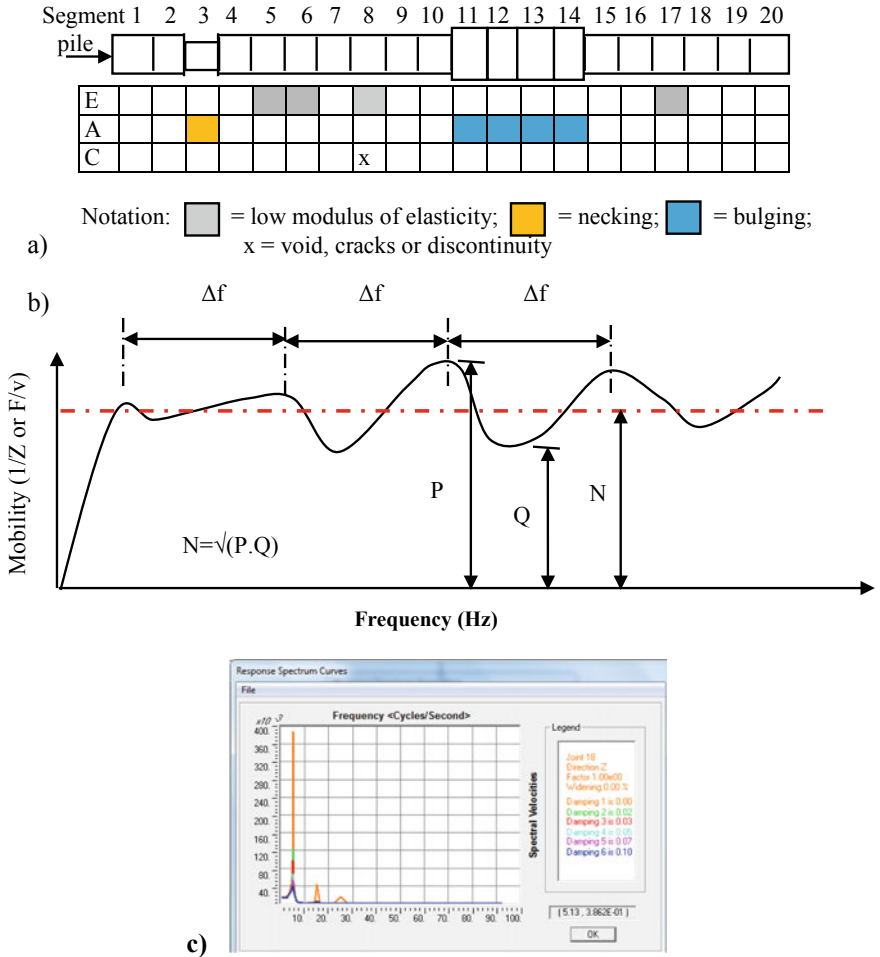 Segment 1 2 3 4 5 6 7 8 9 10 11 12 13 14 15 16 17 18 19 20
pile
E
A
C x
Notation: = low modulus of elasticity; = necking; = bulging;
x = void, cracks or discontinuity
a)
b)
Δf Δf Δf
Mobility (1/Z or F/v)
P
Q
N
N=√(P.Q)
Frequency (Hz)
Response Spectrum Curves
File
Frequency <Cycles/Second>
x10 -3
400.
360.
320.
280.
240.
200.
160.
120.
80.
40.
10. 20. 30. 40. 50. 60. 70. 80. 90. 100.
Spectral Velocities
Legend
Joint 18
Direction Z
Factor 1.00e00
Widening 0.00 %
Damping 1 is 0.00
Damping 2 is 0.02
Damping 3 is 0.03
Damping 4 is 0.05
Damping 5 is 0.07
Damping 6 is 0.10
( 5.13 , 3.862E-01 )
OK
c)